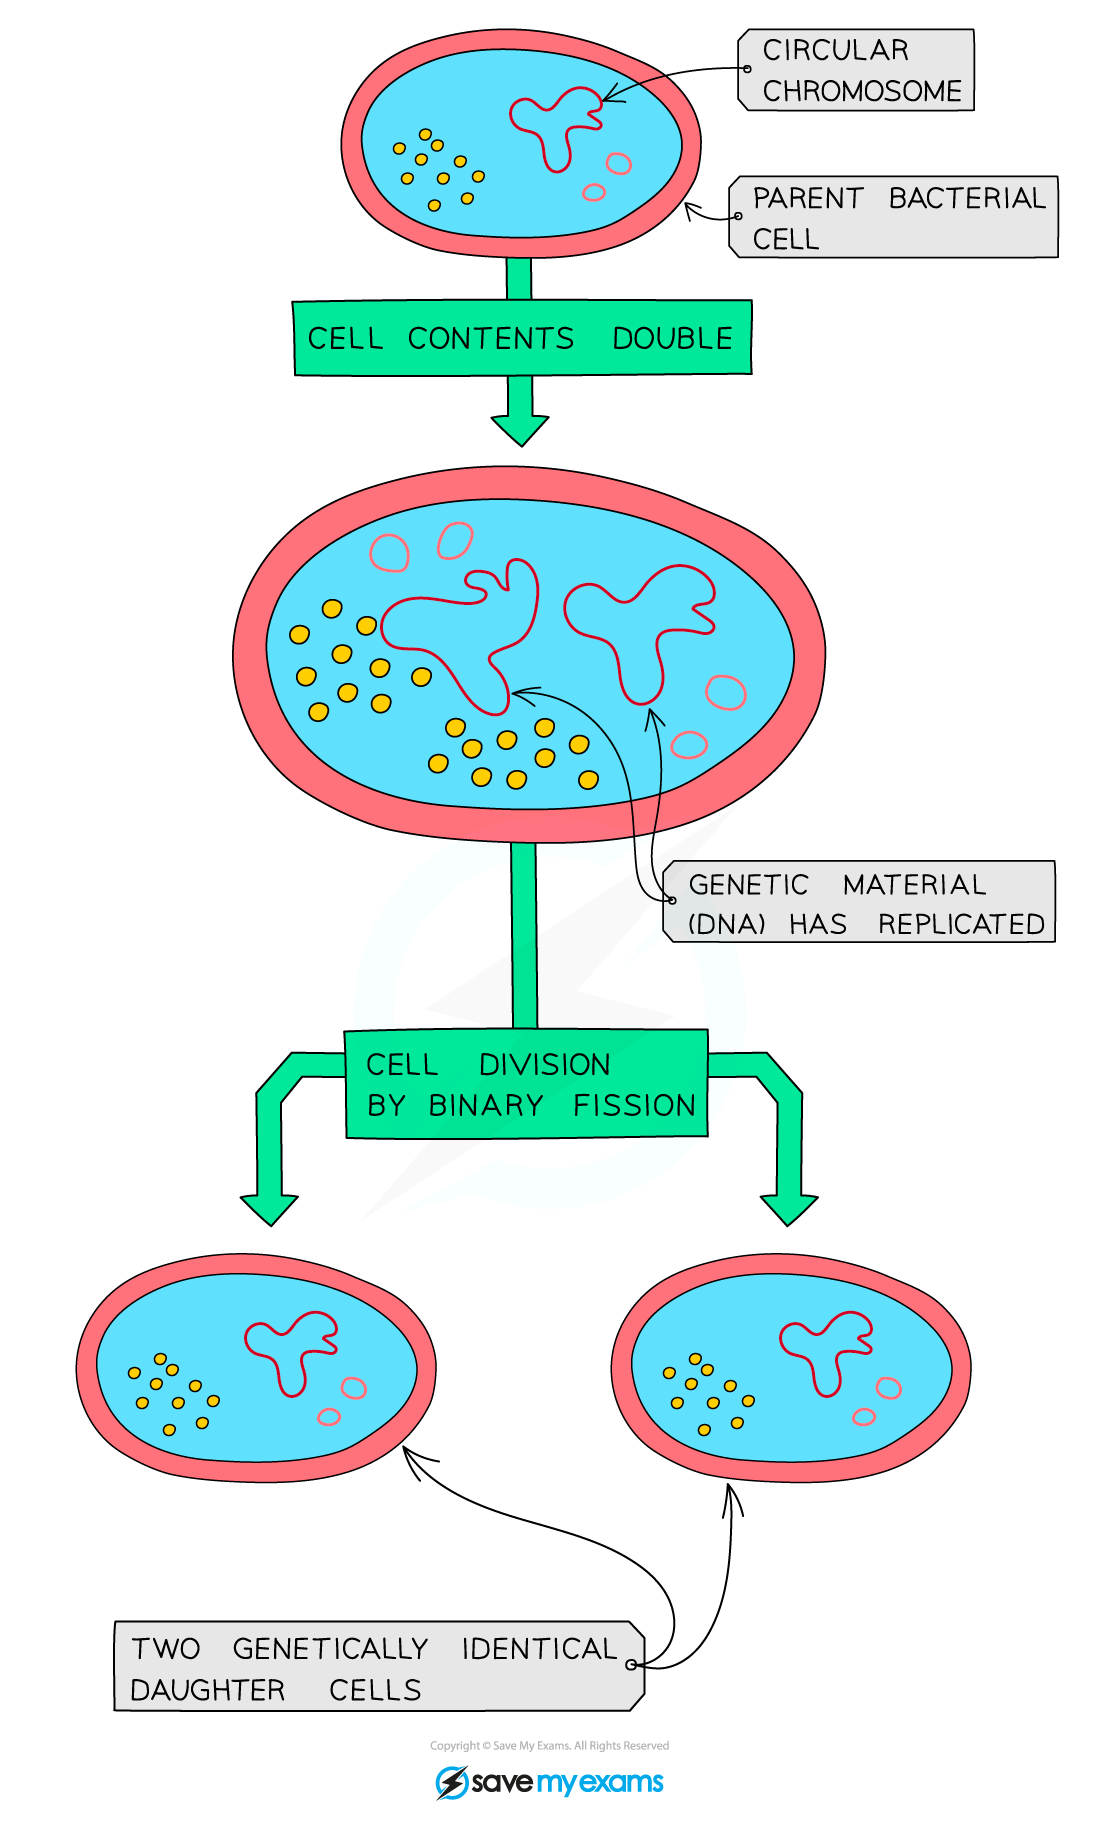 CIRCULAR
CHROMOSOME
PARENT BACTERIAL
CELL
CELL CONTENTS DOUBLE
GENETIC MATERIAL
(DNA) HAS REPLICATED
CELL DIVISION
BY BINARY FISSION
TWO GENETICALLY IDENTICAL
DAUGHTER CELLS
Copyright © Save My Exams. All Rights Reserved
save my exams